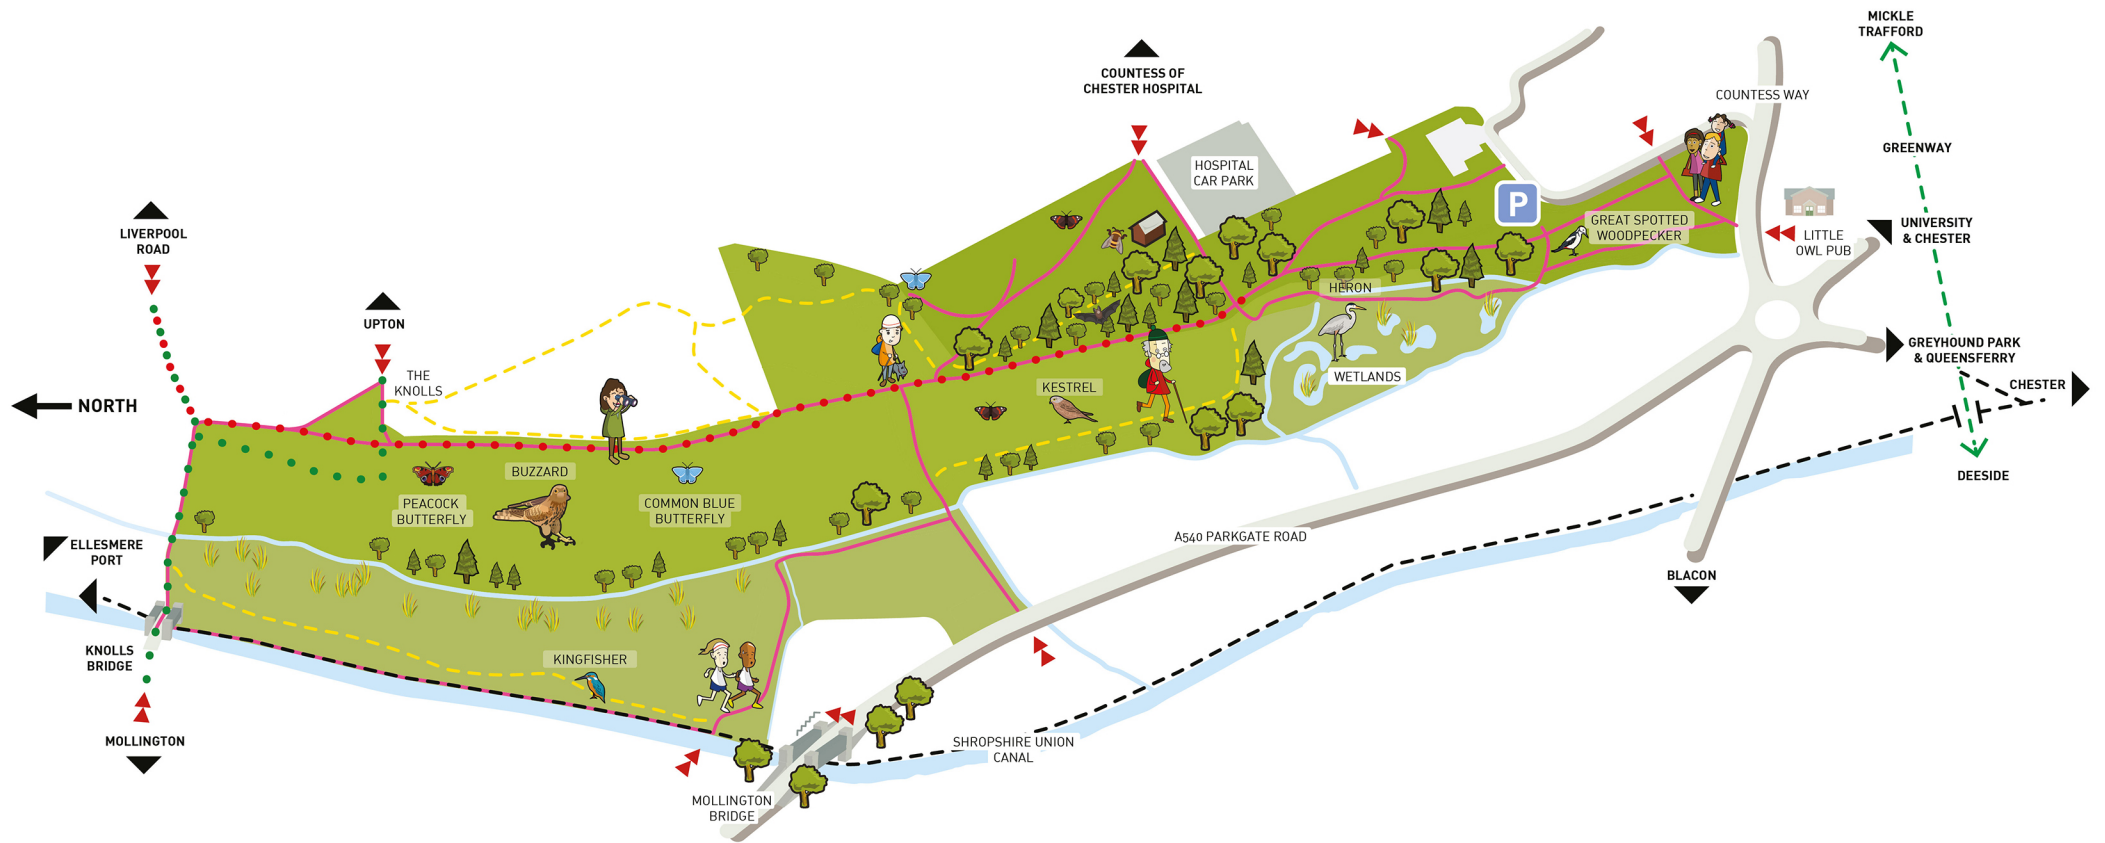 MICKLE
TRAFFORD
COUNTESS OF
CHESTER HOSPITAL
COUNTESS WAY
GREENWAY
HOSPITAL
CAR PARK
P
GREAT SPOTTED
WOODPECKER
LITTLE
OWL PUB
UNIVERSITY
& CHESTER
LIVERPOOL
ROAD
UPTON
HERON
GREYHOUND PARK
& QUEENSFERRY
THE
KNOLLS
KESTREL
WETLANDS
CHESTER
NORTH
BUZZARD
PEACOCK
BUTTERFLY
COMMON BLUE
BUTTERFLY
DEESIDE
A540 PARKGATE ROAD
ELLESMERE
PORT
BLACON
KNOLLS
BRIDGE
KINGFISHER
MOLLINGTON
SHROPSHIRE UNION
CANAL
MOLLINGTON
BRIDGE